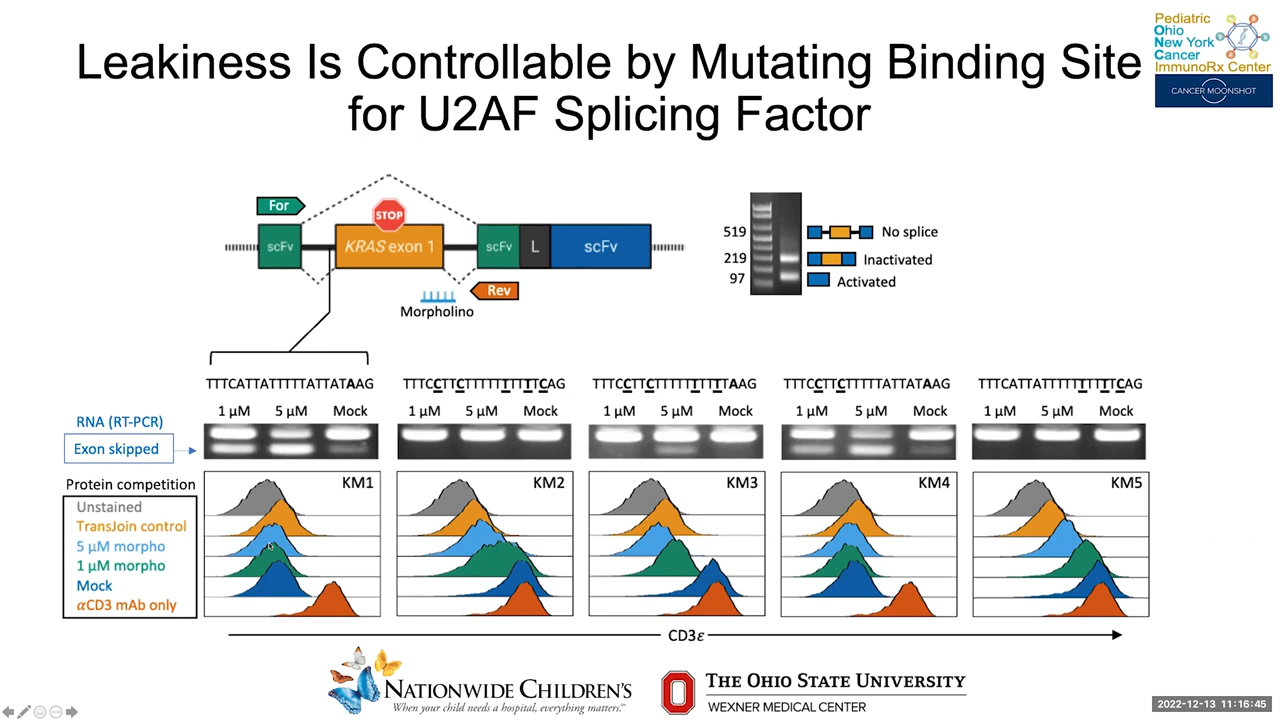 Leakiness Is Controllable by Mutating Binding Site
for U2AF Splicing Factor
Pediatric
Ohio
New York
Cancer
ImmunoRx Center
CANCER MOONSHOT
For
STOP
scFv
KRAS exon 1
scFv
L
scFv
Rev
Morpholino
519
No splice
219
Inactivated
97
Activated
TTTCATTATTTTTATTATAAG
TTTCCTTCTTTTTTTTTCAG
TTTCCTTCTTTTTTTTTAAG
TTTCCTTCTTTTTATTATAAG
TTTCATTATTTTTTTTTCAG
1 µM 5 µM Mock
1 µM 5 µM Mock
1 µM 5 µM Mock
1 µM 5 µM Mock
1 µM 5 µM Mock
RNA (RT-PCR)
Exon skipped
Protein competition
Unstained
TransJoin control
5 µM morpho
1 µM morpho
Mock
αCD3 mAb only
KM1
KM2
KM3
KM4
KM5
CD3ε
NATIONWIDE CHILDREN'S
When your child needs a hospital, everything matters.℠
THE OHIO STATE UNIVERSITY
WEXNER MEDICAL CENTER
2022-12-13 11:16:45